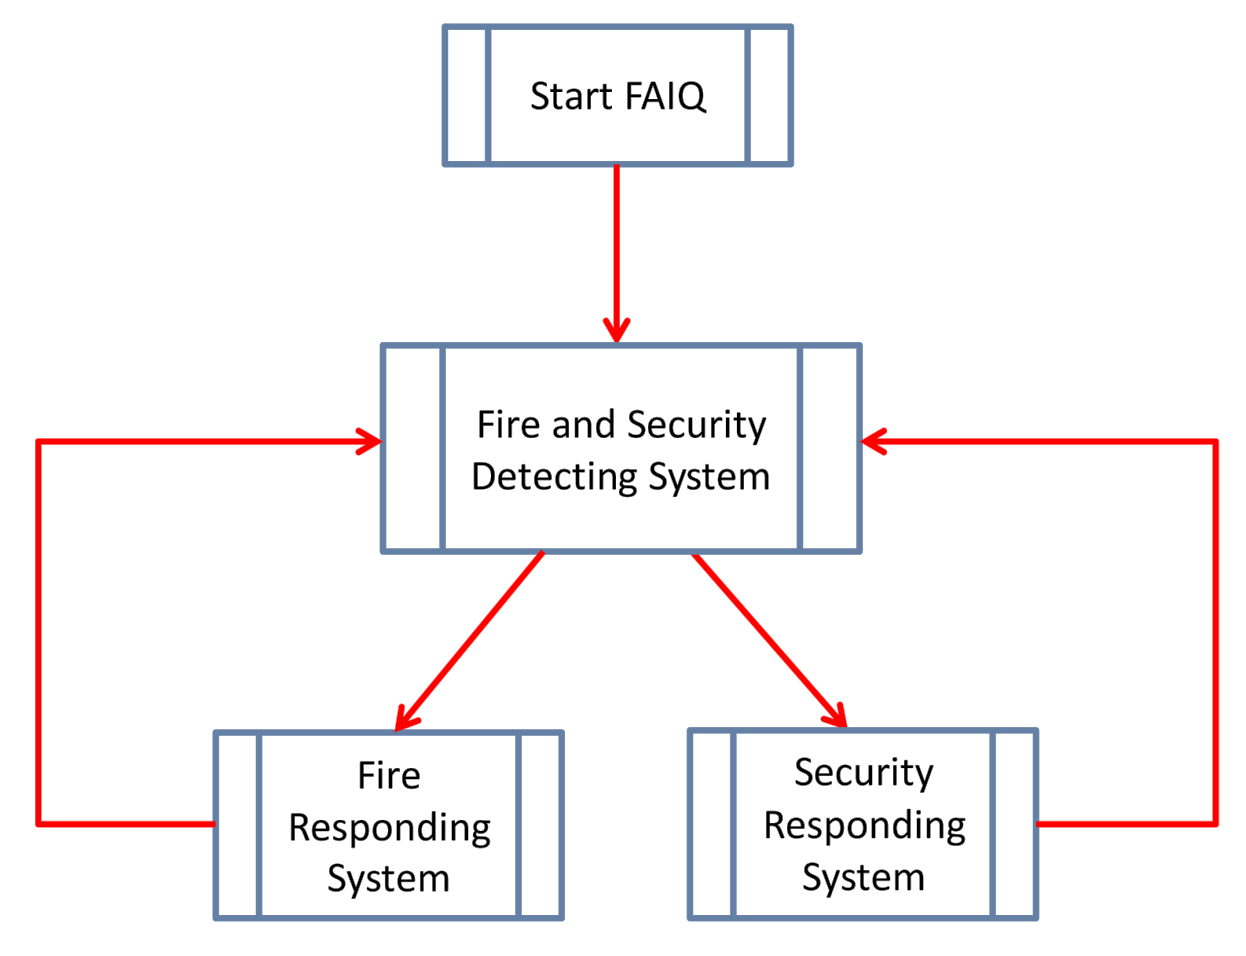 Start FAIQ
Fire and Security
Detecting System
Fire
Responding
System
Security
Responding
System